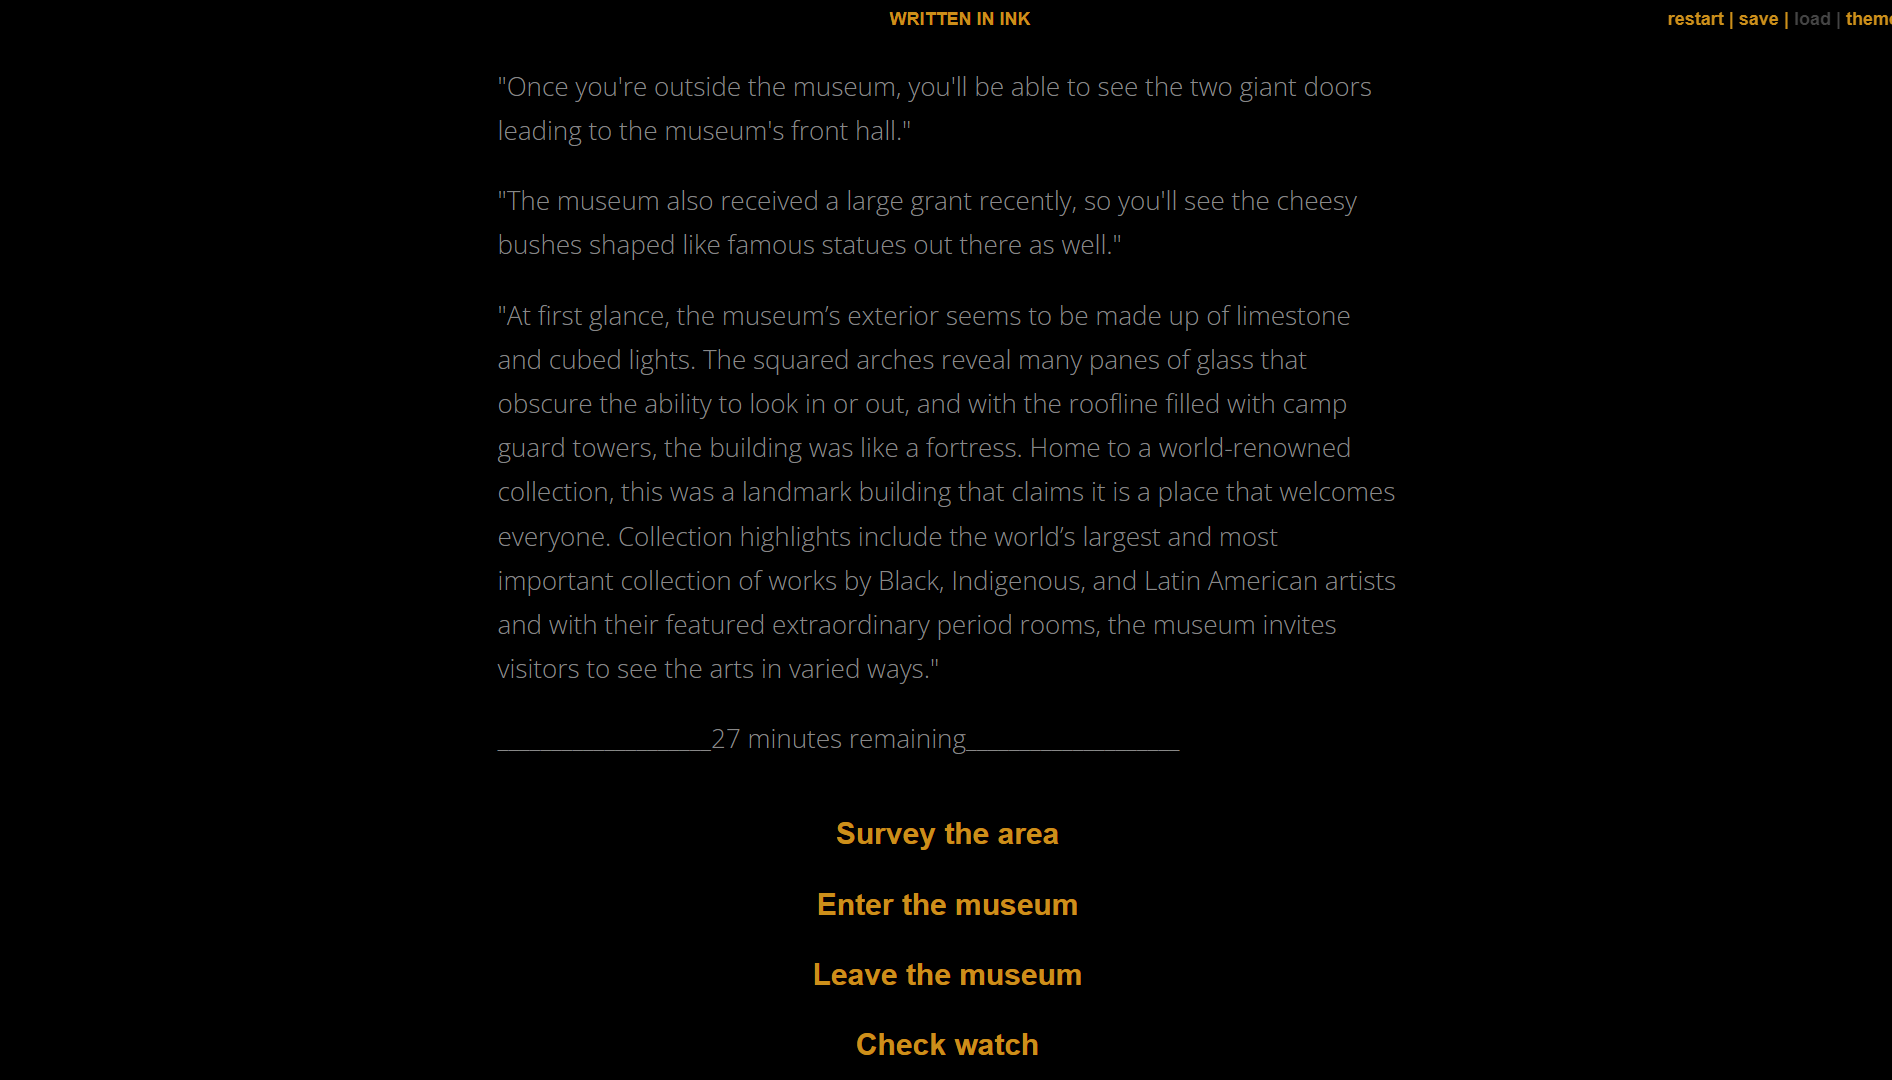 WRITTEN IN INK
restart | save | load | theme
"Once you're outside the museum, you'll be able to see the two giant doors
leading to the museum's front hall."
"The museum also received a large grant recently, so you'll see the cheesy
bushes shaped like famous statues out there as well."
"At first glance, the museum’s exterior seems to be made up of limestone
and cubed lights. The squared arches reveal many panes of glass that
obscure the ability to look in or out, and with the roofline filled with camp
guard towers, the building was like a fortress. Home to a world-renowned
collection, this was a landmark building that claims it is a place that welcomes
everyone. Collection highlights include the world’s largest and most
important collection of works by Black, Indigenous, and Latin American artists
and with their featured extraordinary period rooms, the museum invites
visitors to see the arts in varied ways."
____________________27 minutes remaining____________________
Survey the area
Enter the museum
Leave the museum
Check watch